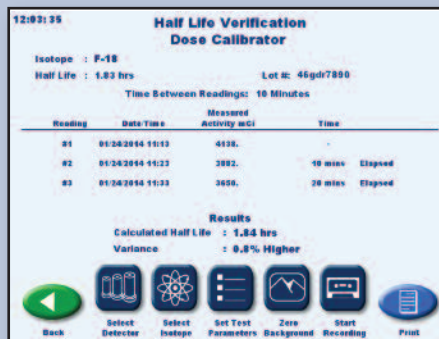 12:03:35
Half Life Verification
Dose Calibrator
Isotope : F-18
Half Life : 1.83 hrs Lot #: 46gdr7890
Time Between Readings: 10 Minutes
Measured
Reading Date/Time Activity mCi Time
#1 01/24/2014 11:13 4138. -
#2 01/24/2014 11:23 3882. 10 mins Elapsed
#3 01/24/2014 11:33 3650. 20 mins Elapsed
Results
Calculated Half Life : 1.84 hrs
Variance : 0.8% Higher
Back Select Detector Select Isotope Set Test Parameters Zero Background Start Recording Print